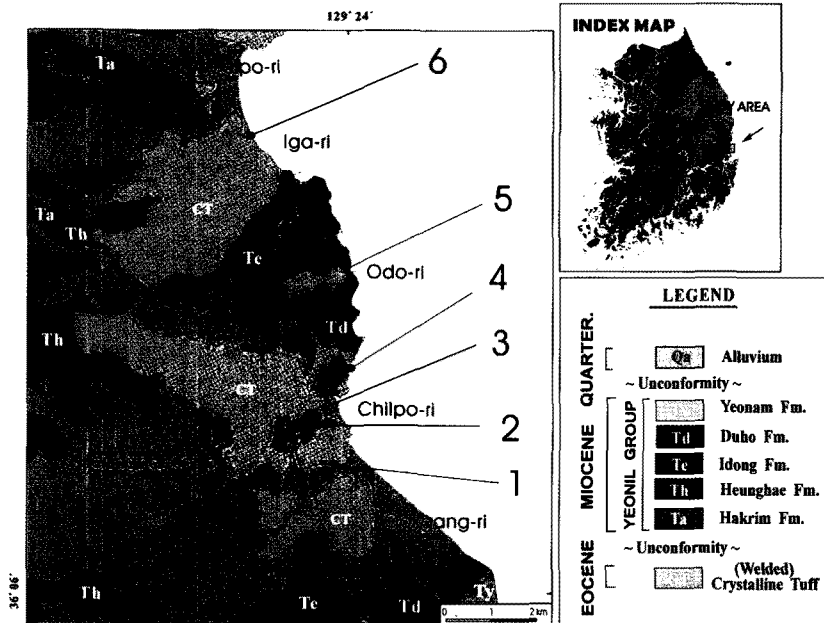 129° 24′
Ta
po-ri
6
Iga-ri
CT
Ta
Th
5
Tc
Odo-ri
4
Td
Th
3
CT
Chilpo-ri
2
1
CT
ang-ri
36° 06′
Th
Tc
Td
Ty
0 1 2 km
INDEX MAP
AREA
LEGEND
QUARTER.
Qa Alluvium
~ Unconformity ~
MIOCENE
YEONIL GROUP
Yeonam Fm.
Td Duho Fm.
Tc Idong Fm.
Th Heunghae Fm.
Ta Hakrim Fm.
~ Unconformity ~
EOCENE
(Welded)
Crystalline Tuff